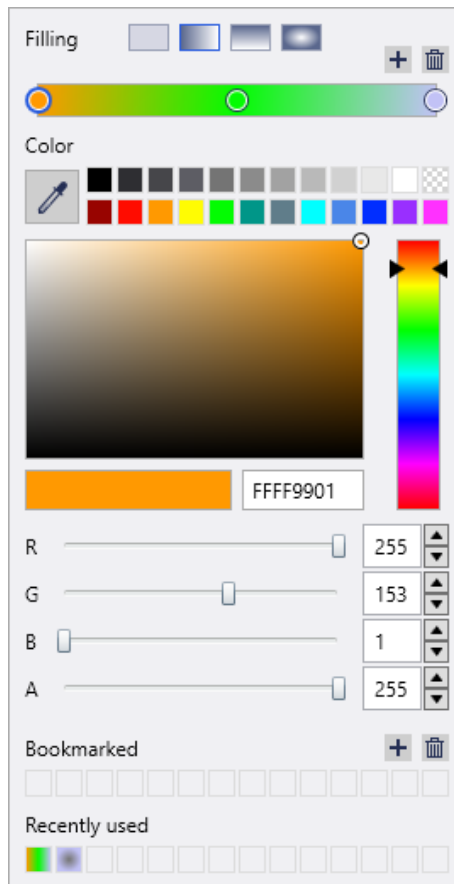 Filling
Color
FFFF9901
R 255
G 153
B 1
A 255
Bookmarked
Recently used